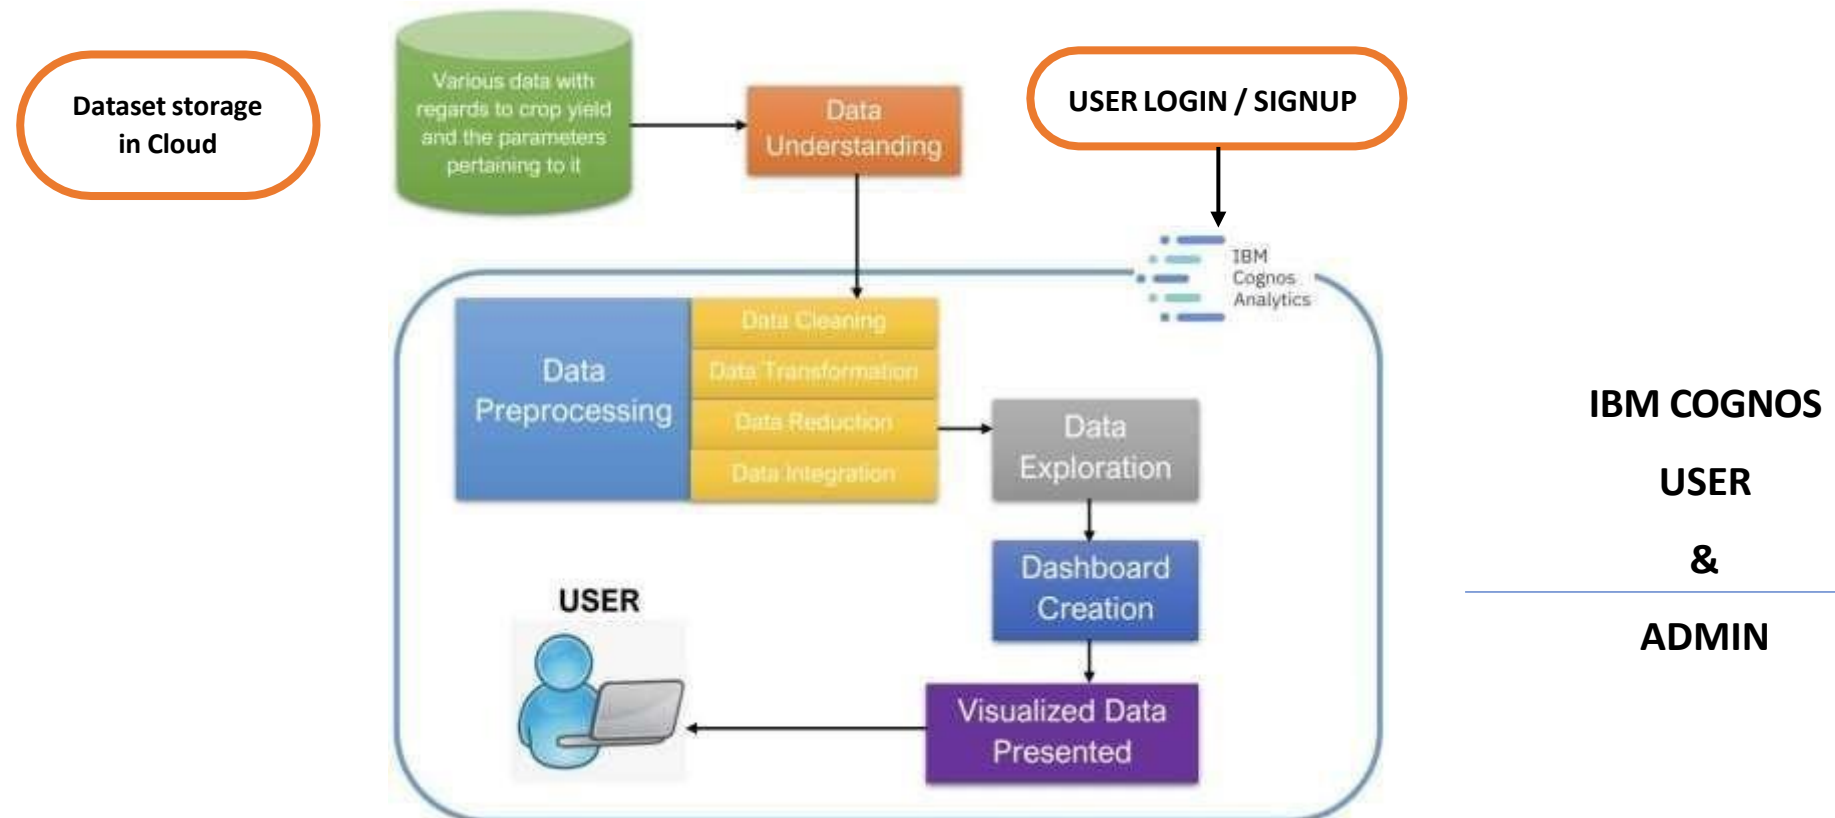 Dataset storage
in Cloud
Various data with
regards to crop yield
and the parameters
pertaining to it
Data
Understanding
USER LOGIN / SIGNUP
IBM
Cognos
Analytics
Data
Preprocessing
Data Cleaning
Data Transformation
Data Reduction
Data Integration
Data
Exploration
Dashboard
Creation
USER
Visualized Data
Presented
IBM COGNOS
USER
&
ADMIN